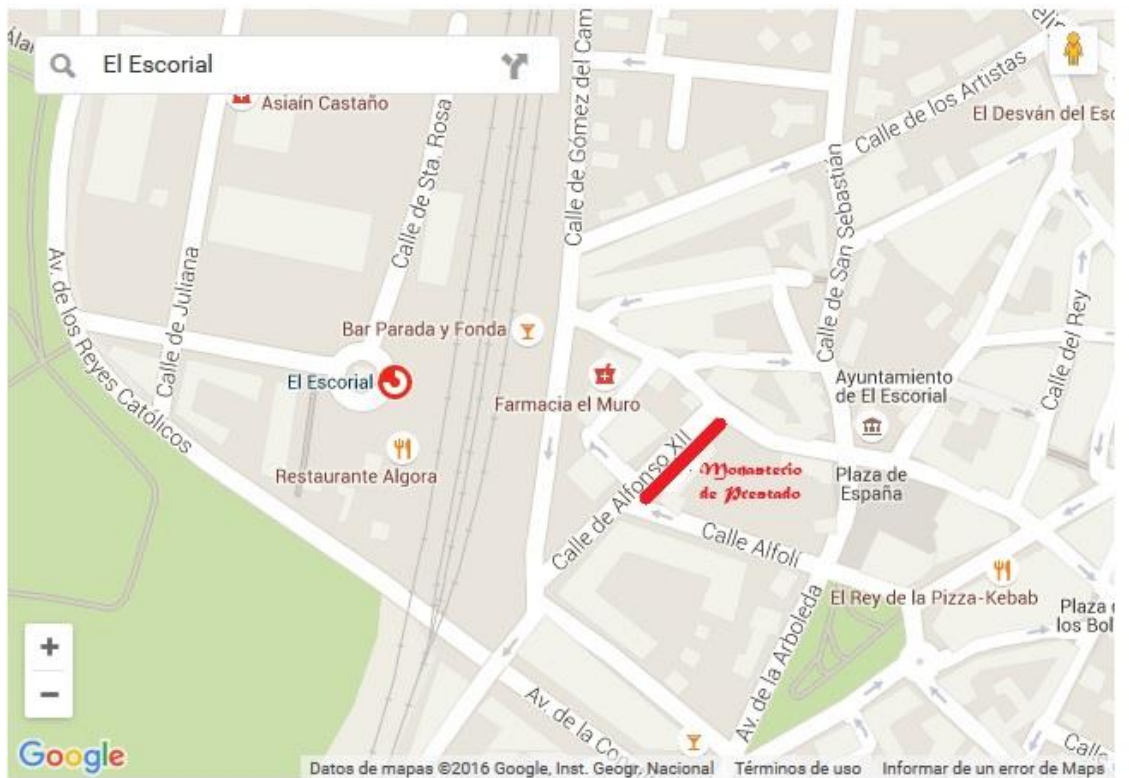 El Escorial
Asiaín Castaño
Calle de Sta. Rosa
Calle de Gómez del Cam
Calle de los Artistas
El Desván del Esc
Calle de San Sebastián
Av. de los Reyes Católicos
Calle de Juliana
Calle del Rey
Bar Parada y Fonda
El Escorial
Farmacia el Muro
Ayuntamiento
de El Escorial
Restaurante Algora
Calle de Alfonso XII
Monasterio
de Prestado
Plaza de
España
Calle Alfolí
El Rey de la Pizza-Kebab
Plaza
los Bol
Av. de la Arboleda
+
−
Av. de la Con
Calle
Google
Datos de mapas ©2016 Google, Inst. Geogr. Nacional Términos de uso Informar de un error de Maps